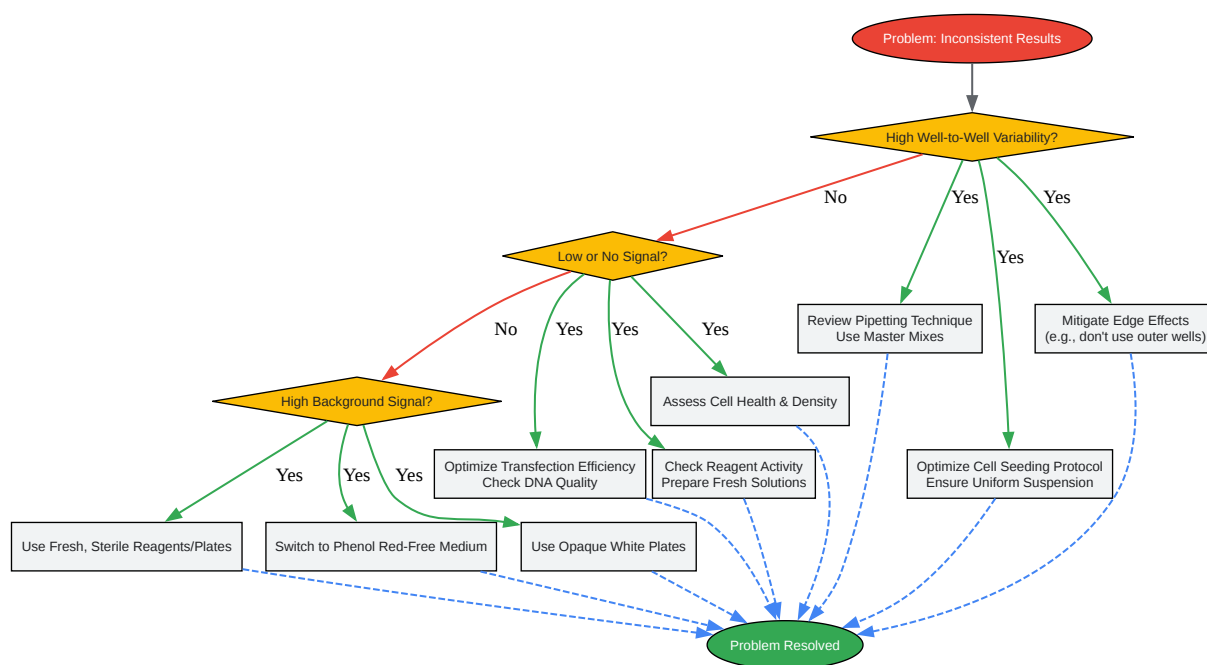 Problem: Inconsistent Results
High Well-to-Well Variability?
No
Yes
Yes
Yes
Low or No Signal?
Review Pipetting Technique
Use Master Mixes
Mitigate Edge Effects
(e.g., don't use outer wells)
No
Yes
Yes
Yes
High Background Signal?
Assess Cell Health & Density
Optimize Transfection Efficiency
Check DNA Quality
Check Reagent Activity
Prepare Fresh Solutions
Optimize Cell Seeding Protocol
Ensure Uniform Suspension
Yes
Yes
Yes
Use Fresh, Sterile Reagents/Plates
Switch to Phenol Red-Free Medium
Use Opaque White Plates
Problem Resolved